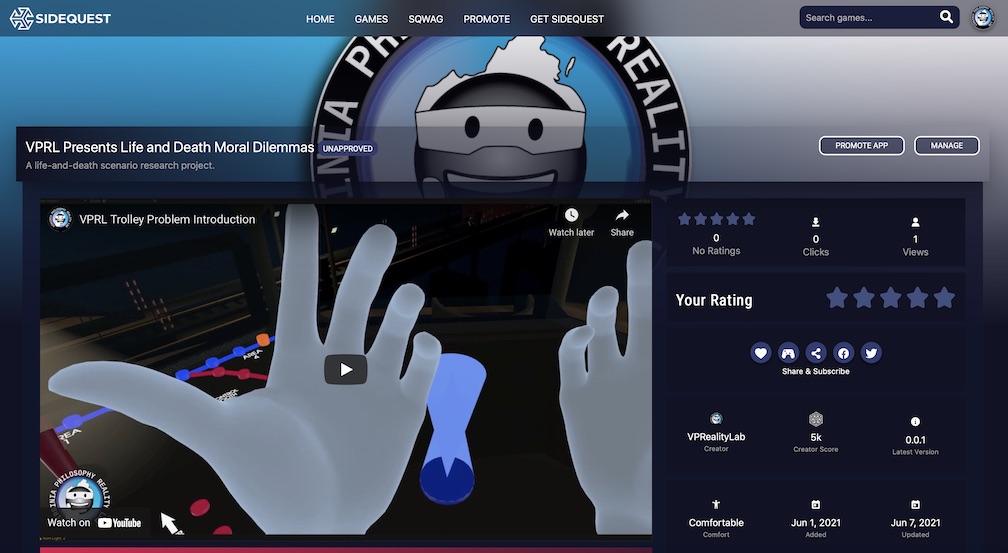 SIDEQUEST
HOME GAMES SQWAG PROMOTE GET SIDEQUEST
Search games...
INIA PH REALITY
VPRL Presents Life and Death Moral Dilemmas UNAPPROVED
A life-and-death scenario research project.
PROMOTE APP MANAGE
VPRL Trolley Problem Introduction
Watch later Share
AREA
AREA
INIA PHILOSOPHY REALITY
Watch on YouTube
0 0 1
No Ratings Clicks Views
Your Rating
Share & Subscribe
VPRealityLab 5k 0.0.1
Creator Creator Score Latest Version
Comfortable Jun 1, 2021 Jun 7, 2021
Comfort Added Updated